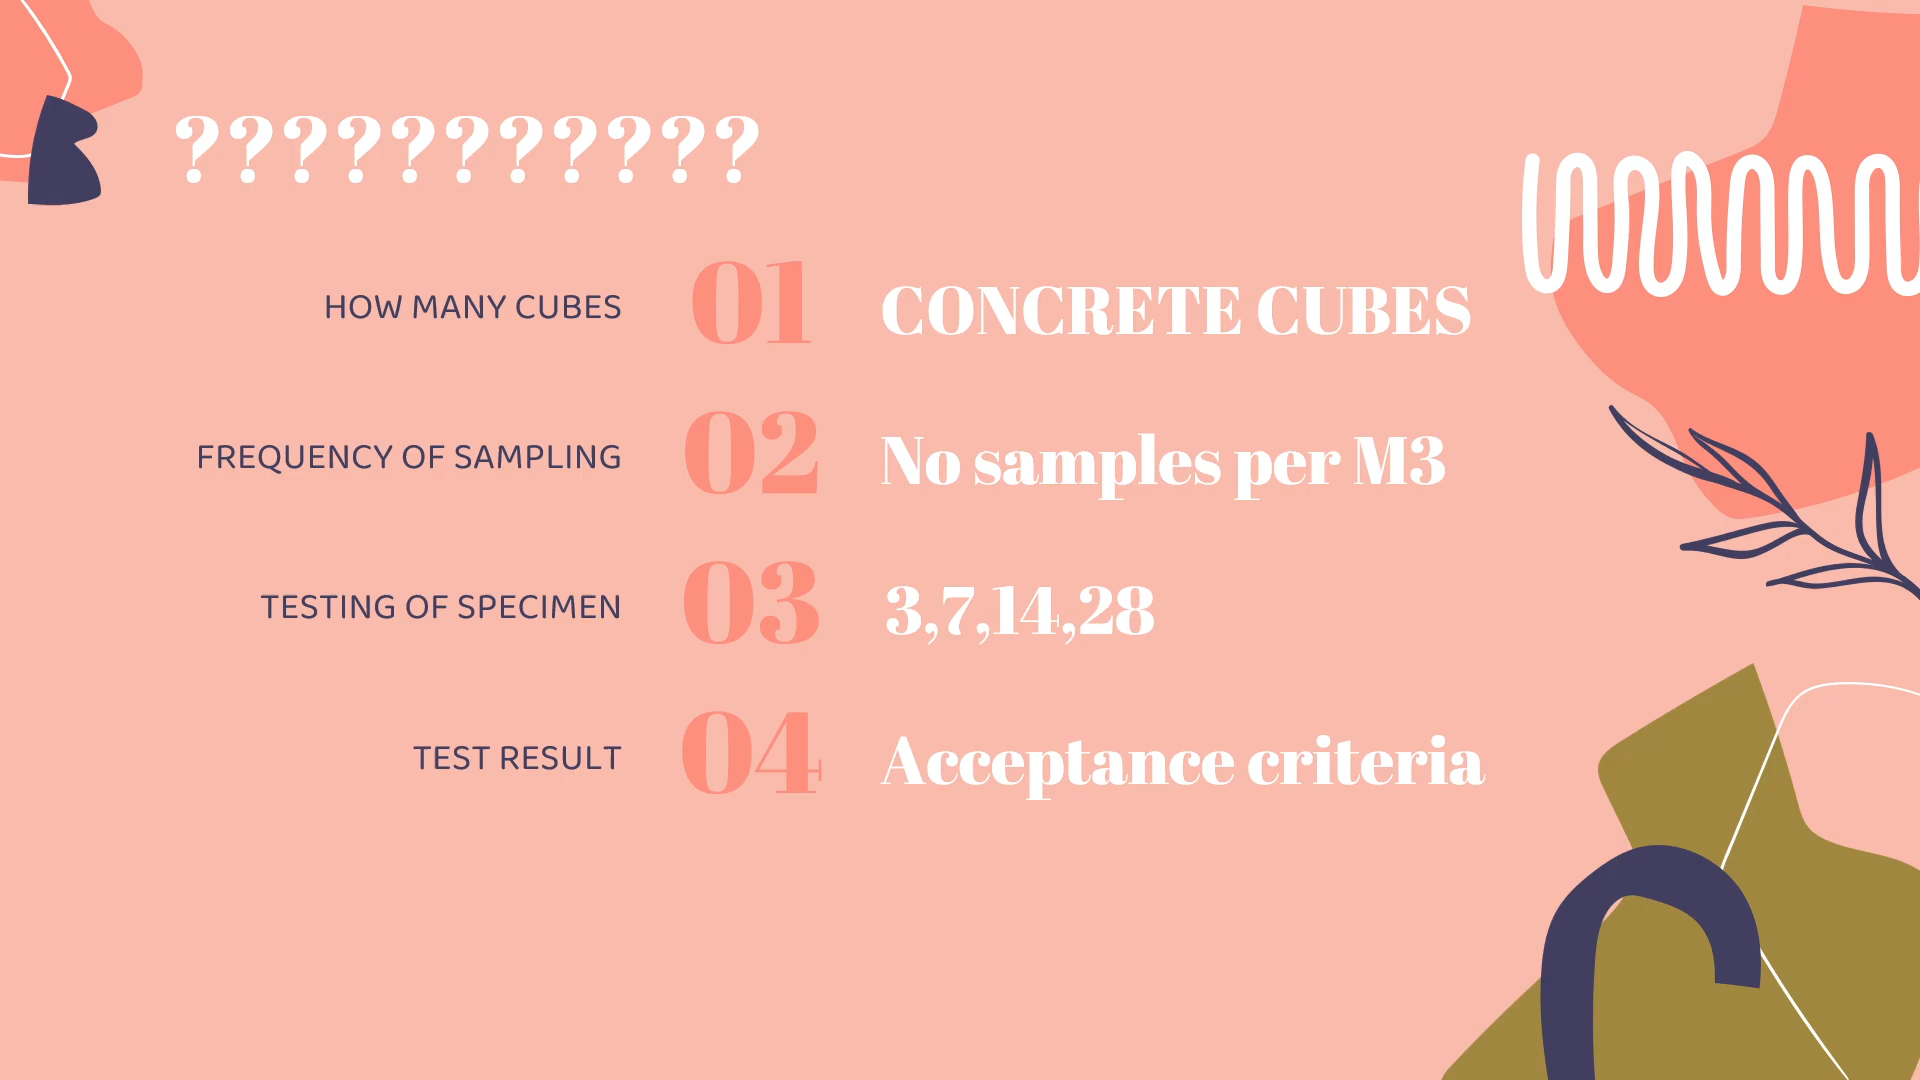 ???????????
HOW MANY CUBES 01 CONCRETE CUBES
FREQUENCY OF SAMPLING 02 No samples per M3
TESTING OF SPECIMEN 03 3,7,14,28
TEST RESULT 04 Acceptance criteria